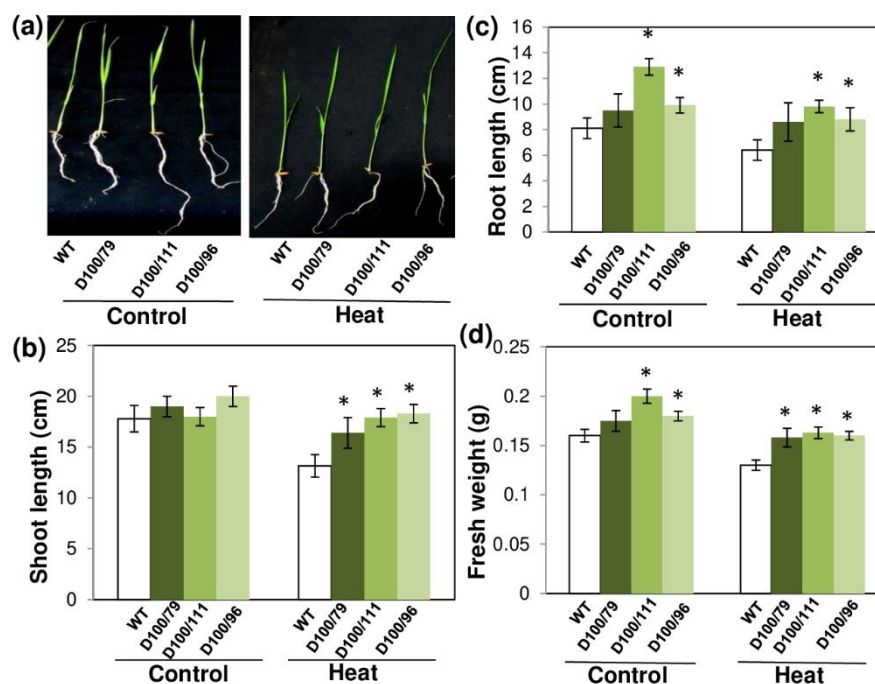 (a)
WT
D100/79
D100/111
D100/96
WT
D100/79
D100/111
D100/96
Control
Heat
(b)
Shoot length (cm)
25
20
15
10
5
0
*
*
*
WT
D100/79
D100/111
D100/96
WT
D100/79
D100/111
D100/96
Control
Heat
(c)
Root length (cm)
16
14
12
10
8
6
4
2
0
*
*
*
*
WT
D100/79
D100/111
D100/96
WT
D100/79
D100/111
D100/96
Control
Heat
(d)
Fresh weight (g)
0.25
0.2
0.15
0.1
0.05
0
*
*
*
*
*
WT
D100/79
D100/111
D100/96
WT
D100/79
D100/111
D100/96
Control
Heat